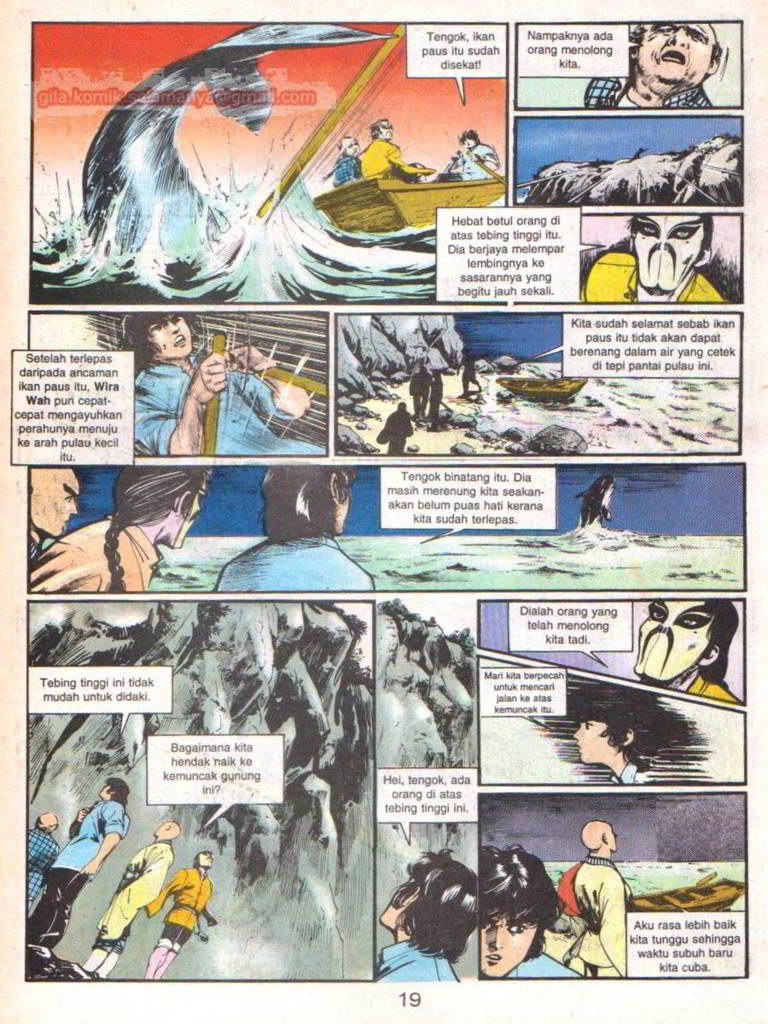 Tengok, ikan
paus itu sudah
disekat!
Nampaknya ada
orang menolong
kita.
gila.komik.selamanya@gmail.com
Hebat betul orang di
atas tebing tinggi itu.
Dia berjaya melempar
lembingnya ke
sasarannya yang
begitu jauh sekali.
Setelah terlepas
daripada ancaman
ikan paus itu, Wira
Wah pun cepat-
cepat mengayuhkan
perahunya menuju
ke arah pulau kecil
itu.
Kita sudah selamat sebab ikan
paus itu tidak akan dapat
berenang dalam air yang cetek
di tepi pantai pulau ini.
Tengok binatang itu. Dia
masih merenung kita seakan-
akan belum puas hati kerana
kita sudah terlepas.
Tebing tinggi ini tidak
mudah untuk didaki.
Bagaimana kita
hendak naik ke
kemuncak gunung
ini?
Hei, tengok, ada
orang di atas
tebing tinggi ini.
Dialah orang yang
telah menolong
kita tadi.
Mari kita berpecah
untuk mencari
jalan ke atas
kemuncak itu.
Aku rasa lebih baik
kita tunggu sehingga
waktu subuh baru
kita cuba.
19